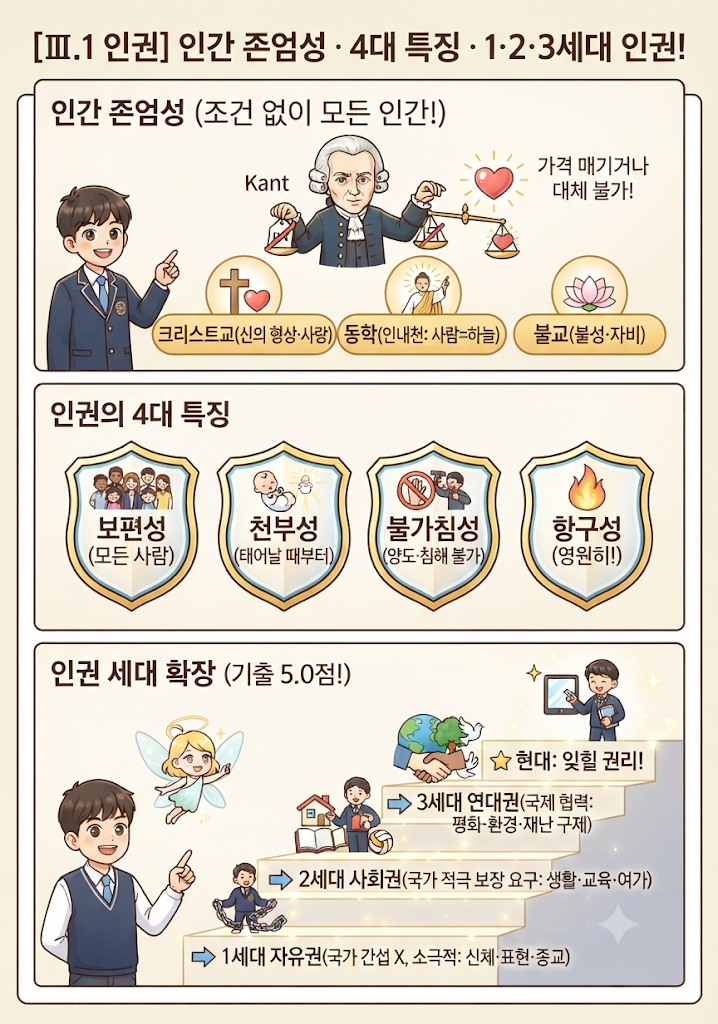 [Ⅲ.1 인권] 인간 존엄성 · 4대 특징 · 1·2·3세대 인권!
인간 존엄성 (조건 없이 모든 인간!)
Kant
가격 매기거나
대체 불가!
크리스트교(신의 형상·사랑)
동학(인내천: 사람=하늘)
불교(불성·자비)
인권의 4대 특징
보편성
(모든 사람)
천부성
(태어날 때부터)
불가침성
(양도·침해 불가)
항구성
(영원히!)
인권 세대 확장 (기출 5.0점!)
현대: 잊힐 권리!
3세대 연대권(국제 협력:
평화·환경·재난 구제)
2세대 사회권(국가 적극 보장 요구: 생활·교육·여가)
1세대 자유권(국가 간섭 X, 소극적: 신체·표현·종교)